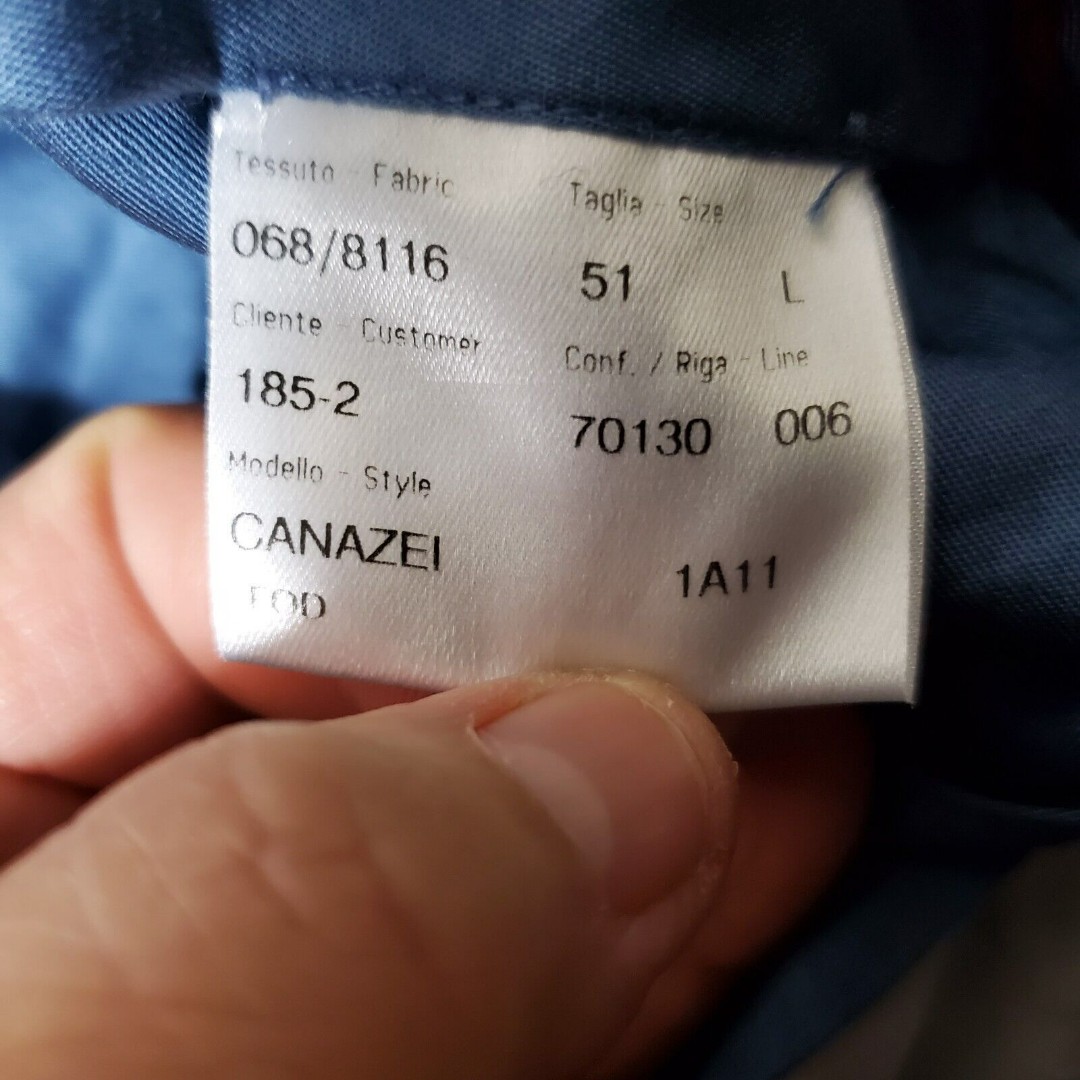 Tessuto - Fabric Taglia - Size
068/8116 51 L
Cliente - Customer Conf. / Riga - Line
185-2 70130 006
Modello - Style
CANAZEI 1A11
FOD